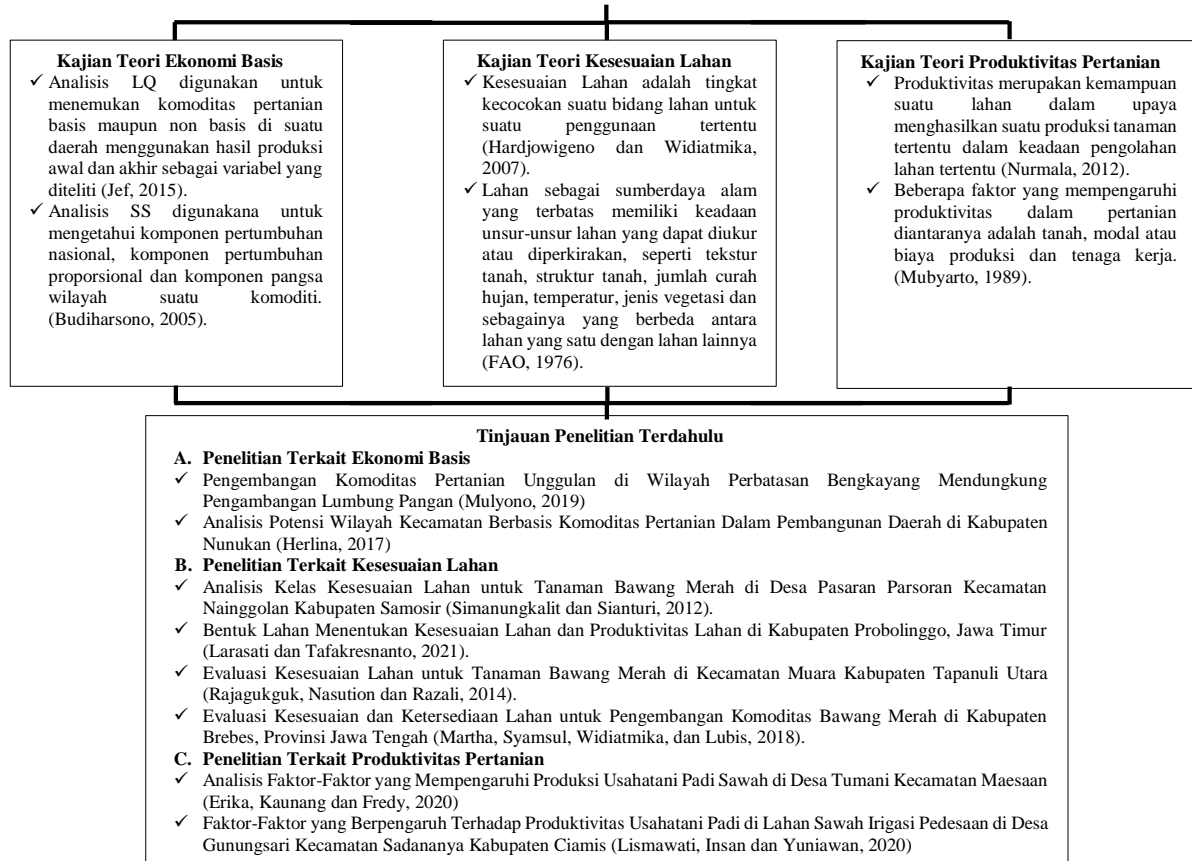 Kajian Teori Ekonomi Basis
✓ Analisis LQ digunakan untuk
menemukan komoditas pertanian
basis maupun non basis di suatu
daerah menggunakan hasil produksi
awal dan akhir sebagai variabel yang
diteliti (Jef, 2015).
✓ Analisis SS digunakana untuk
mengetahui komponen pertumbuhan
nasional, komponen pertumbuhan
proporsional dan komponen pangsa
wilayah suatu komoditi.
(Budiharsono, 2005).
Kajian Teori Kesesuaian Lahan
✓ Kesesuaian Lahan adalah tingkat
kecocokan suatu bidang lahan untuk
suatu penggunaan tertentu
(Hardjowigeno dan Widiatmika,
2007).
✓ Lahan sebagai sumberdaya alam
yang terbatas memiliki keadaan
unsur-unsur lahan yang dapat diukur
atau diperkirakan, seperti tekstur
tanah, struktur tanah, jumlah curah
hujan, temperatur, jenis vegetasi dan
sebagainya yang berbeda antara
lahan yang satu dengan lahan lainnya
(FAO, 1976).
Kajian Teori Produktivitas Pertanian
✓ Produktivitas merupakan kemampuan
suatu lahan dalam upaya
menghasilkan suatu produksi tanaman
tertentu dalam keadaan pengolahan
lahan tertentu (Nurmala, 2012).
✓ Beberapa faktor yang mempengaruhi
produktivitas dalam pertanian
diantaranya adalah tanah, modal atau
biaya produksi dan tenaga kerja.
(Mubyarto, 1989).
Tinjauan Penelitian Terdahulu
A. Penelitian Terkait Ekonomi Basis
✓ Pengembangan Komoditas Pertanian Unggulan di Wilayah Perbatasan Bengkayang Mendungkung
Pengambangan Lumbung Pangan (Mulyono, 2019)
✓ Analisis Potensi Wilayah Kecamatan Berbasis Komoditas Pertanian Dalam Pembangunan Daerah di Kabupaten
Nunukan (Herlina, 2017)
B. Penelitian Terkait Kesesuaian Lahan
✓ Analisis Kelas Kesesuaian Lahan untuk Tanaman Bawang Merah di Desa Pasaran Parsoran Kecamatan
Nainggolan Kabupaten Samosir (Simanungkalit dan Sianturi, 2012).
✓ Bentuk Lahan Menentukan Kesesuaian Lahan dan Produktivitas Lahan di Kabupaten Probolinggo, Jawa Timur
(Larasati dan Tafakresnanto, 2021).
✓ Evaluasi Kesesuaian Lahan untuk Tanaman Bawang Merah di Kecamatan Muara Kabupaten Tapanuli Utara
(Rajagukguk, Nasution dan Razali, 2014).
✓ Evaluasi Kesesuaian dan Ketersediaan Lahan untuk Pengembangan Komoditas Bawang Merah di Kabupaten
Brebes, Provinsi Jawa Tengah (Martha, Syamsul, Widiatmika, dan Lubis, 2018).
C. Penelitian Terkait Produktivitas Pertanian
✓ Analisis Faktor-Faktor yang Mempengaruhi Produksi Usahatani Padi Sawah di Desa Tumani Kecamatan Maesaan
(Erika, Kaunang dan Fredy, 2020)
✓ Faktor-Faktor yang Berpengaruh Terhadap Produktivitas Usahatani Padi di Lahan Sawah Irigasi Pedesaan di Desa
Gunungsari Kecamatan Sadananya Kabupaten Ciamis (Lismawati, Insan dan Yuniawan, 2020)